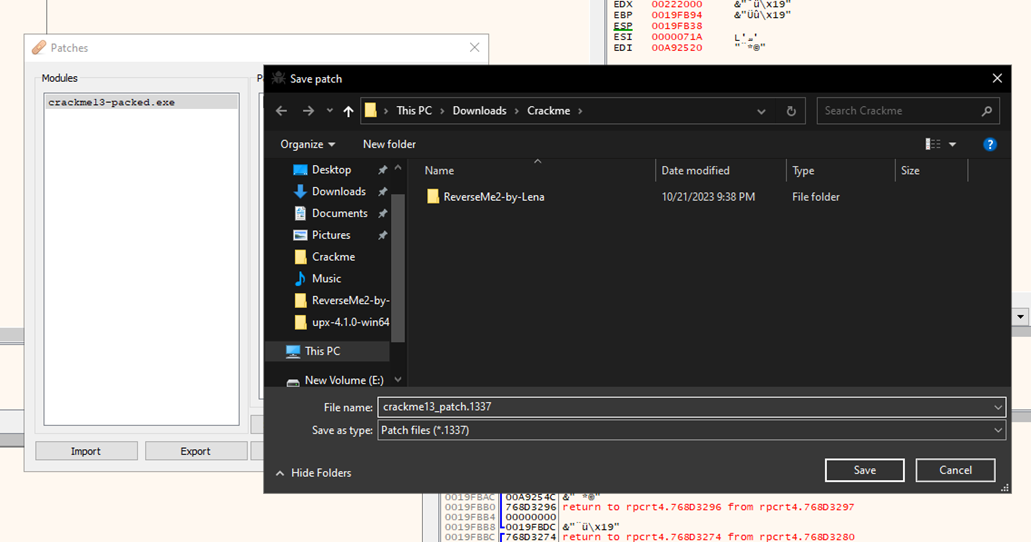 EDX 00222000 &"¨ü\x19"
EBP 0019FB94 &"Üû\x19"
ESP 0019FB38
ESI 0000071A
EDI 00A92520
Patches
Modules
crackme13-packed.exe
Import
Export
Save patch
This PC
Downloads
Crackme
Search Crackme
Organize
New folder
Desktop
Downloads
Documents
Pictures
Crackme
Music
ReverseMe2-by-
upx-4.1.0-win64
This PC
New Volume (E:)
Name
Date modified
Type
Size
ReverseMe2-by-Lena 10/21/2023 9:38 PM File folder
File name: crackme13_patch.1337
Save as type: Patch files (*.1337)
Hide Folders
Save
Cancel
0019FBAC 00A9254C &" *®"
0019FBB0 768D3296 return to rpcrt4.768D3296 from rpcrt4.768D3297
0019FBB4 00000000
0019FBB8 0019FBDC &"¨ü\x19"
0019FBBC 768D3274 return to rpcrt4.768D3274 from rpcrt4.768D3280